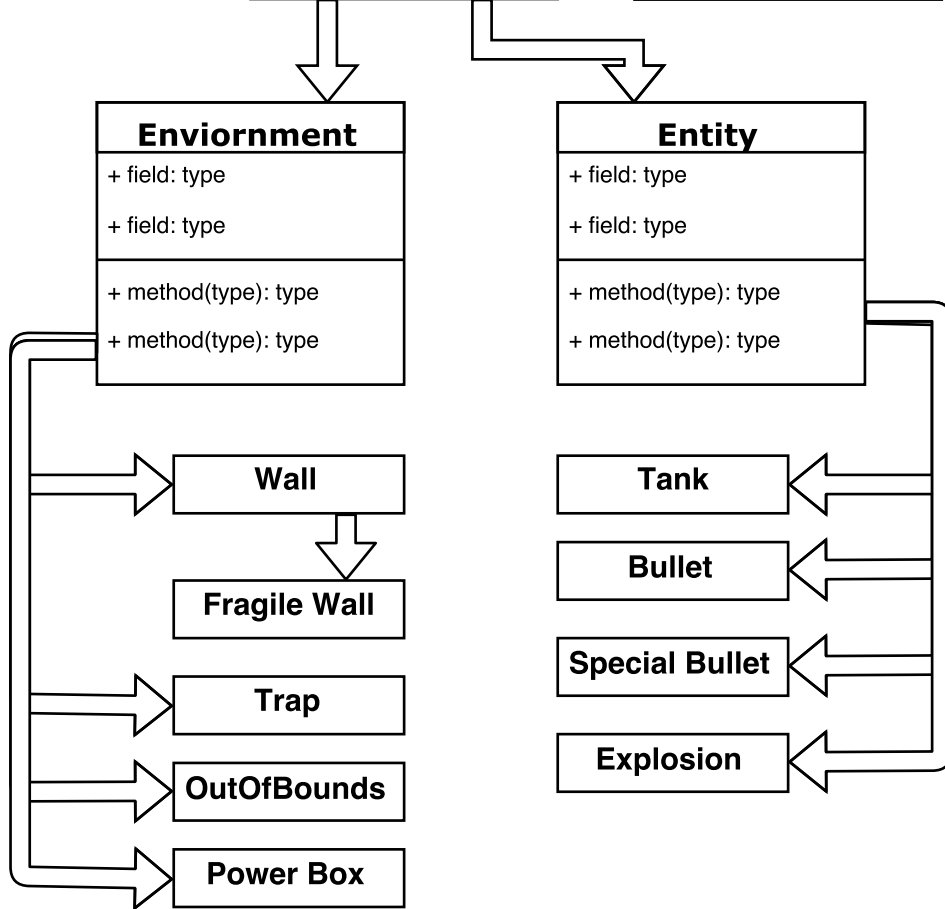 Enviornment
+ field: type
+ field: type
+ method(type): type
+ method(type): type
Entity
+ field: type
+ field: type
+ method(type): type
+ method(type): type
Wall
Fragile Wall
Trap
OutOfBounds
Power Box
Tank
Bullet
Special Bullet
Explosion